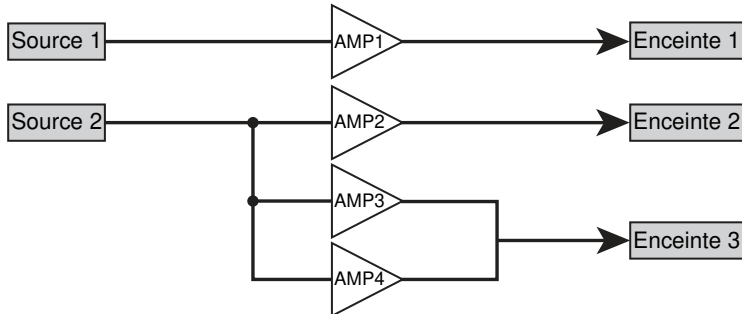 Source 1
AMP1
Enceinte 1
Source 2
AMP2
Enceinte 2
AMP3
Enceinte 3
AMP4